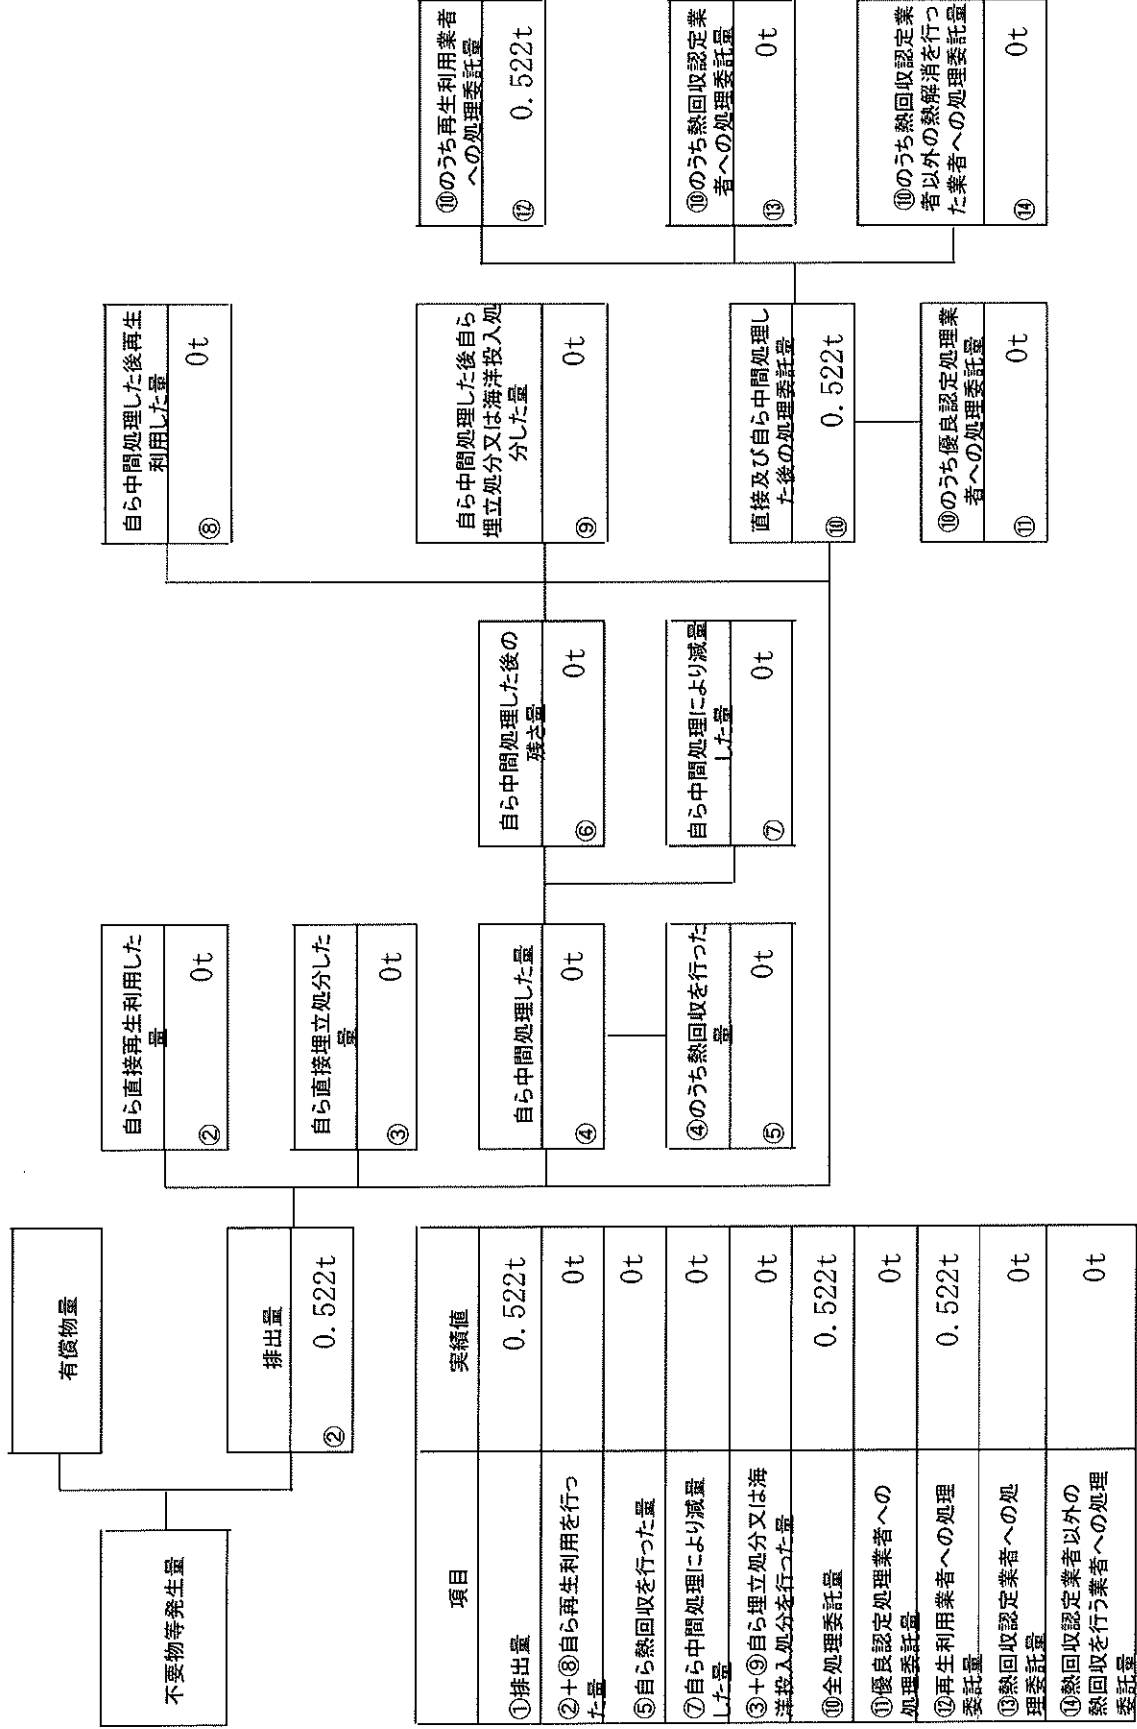 不要物等発生量
有償物量
排出量
② 0.522t
自ら直接再生利用した
量
② 0t
自ら直接埋立処分した
量
③ 0t
自ら中間処理した量
④ 0t
④のうち熱回収を行った
量
⑤ 0t
自ら中間処理した後の
残さ量
⑥ 0t
自ら中間処理により減量
した量
⑦ 0t
自ら中間処理した後再生
利用した量
⑧ 0t
自ら中間処理した後自ら
埋立処分又は海洋投入処
分した量
⑨ 0t
直接及び自ら中間処理し
た後の処理委託量
⑩ 0.522t
⑩のうち優良認定処理業
者への処理委託量
⑪ 0t
⑩のうち再生利用業者
への処理委託量
⑫ 0.522t
⑩のうち熱回収認定業
者への処理委託量
⑬ 0t
⑩のうち熱回収認定業
者以外の熱解消を行っ
た業者への処理委託量
⑭ 0t
項目 実績値
①排出量 0.522t
②+⑧自ら再生利用を行っ
た量 0t
⑤自ら熱回収を行った量 0t
⑦自ら中間処理により減量
した量 0t
③+⑨自ら埋立処分又は海
洋投入処分を行った量 0t
⑩全処理委託量 0.522t
⑪優良認定処理業者への
処理委託量 0t
⑫再生利用業者への処理
委託量 0.522t
⑬熱回収認定業者への処
理委託量 0t
⑭熱回収認定業者以外の
熱回収を行う業者への処理
委託量 0t